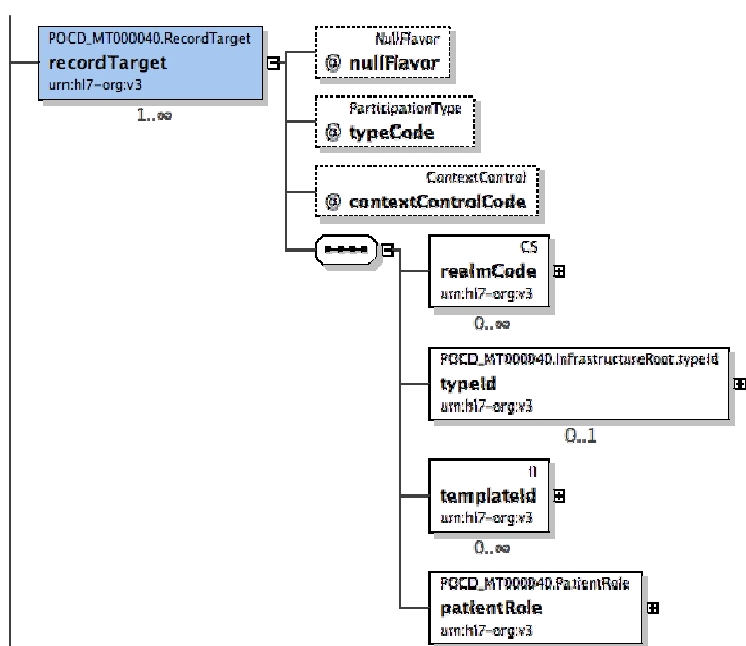 POCD_MT000040.RecordTarget
recordTarget
urn:hl7-org:v3
1..∞
NullFlavor
@ nullFlavor
ParticipationType
@ typeCode
ContextControl
@ contextControlCode
CS
realmCode
urn:hl7-org:v3
0..∞
POCD_MT000040.InfrastructureRoot.typeId
typeId
urn:hl7-org:v3
0..1
II
templateId
urn:hl7-org:v3
0..∞
POCD_MT000040.PatientRole
patientRole
urn:hl7-org:v3